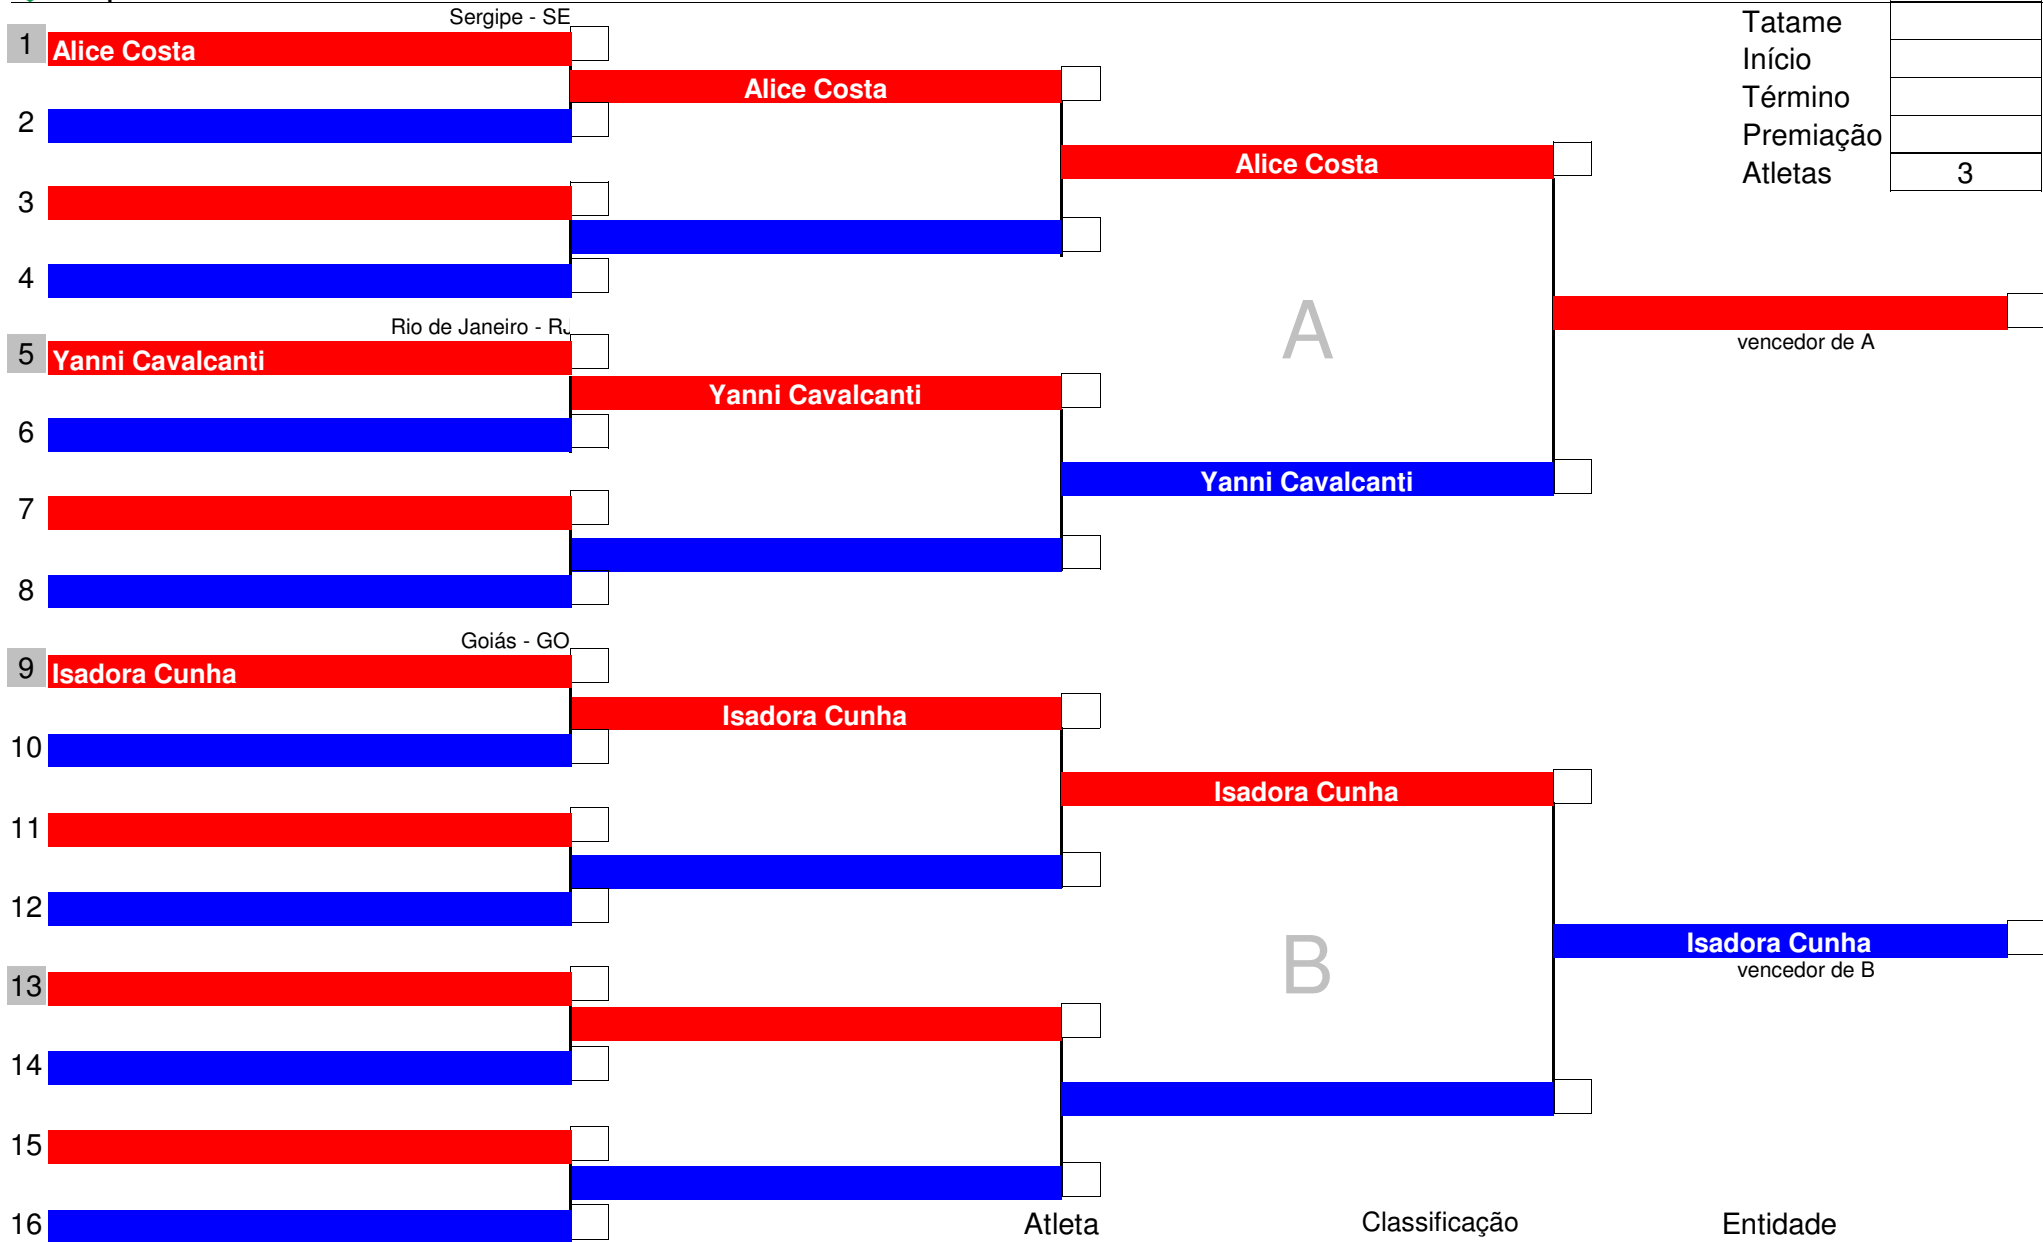 Sergipe - SE
Tatame
1 Alice Costa
Início
Alice Costa
Término
2
Premiação
Alice Costa
Atletas 3
3
4
Rio de Janeiro - RJ
vencedor de A
A
5 Yanni Cavalcanti
Yanni Cavalcanti
6
Yanni Cavalcanti
7
8
Goiás - GO
9 Isadora Cunha
Isadora Cunha
10
Isadora Cunha
11
12
Isadora Cunha
B
vencedor de B
13
14
15
16
Atleta Classificação Entidade